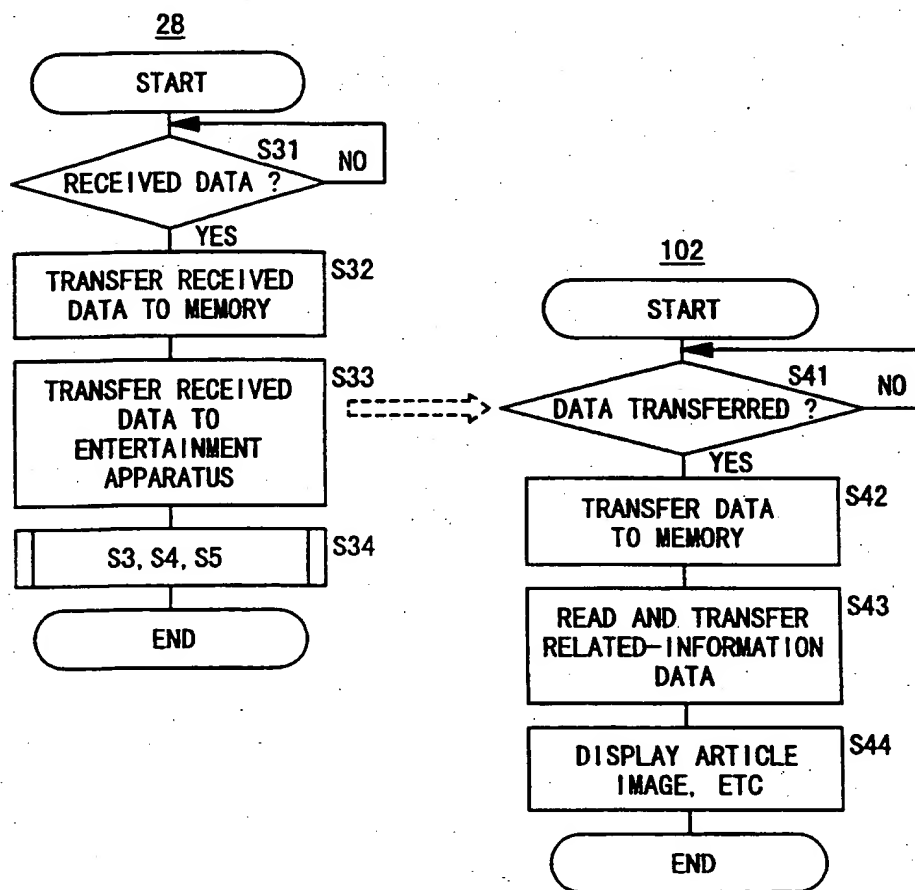 28
START
S31
NO
RECEIVED DATA ?
YES
S32
TRANSFER RECEIVED
DATA TO MEMORY
S33
TRANSFER RECEIVED
DATA TO
ENTERTAINMENT
APPARATUS
S34
S3, S4, S5
END
102
START
S41
NO
DATA TRANSFERRED ?
YES
S42
TRANSFER DATA
TO MEMORY
S43
READ AND TRANSFER
RELATED-INFORMATION
DATA
S44
DISPLAY ARTICLE
IMAGE, ETC
END